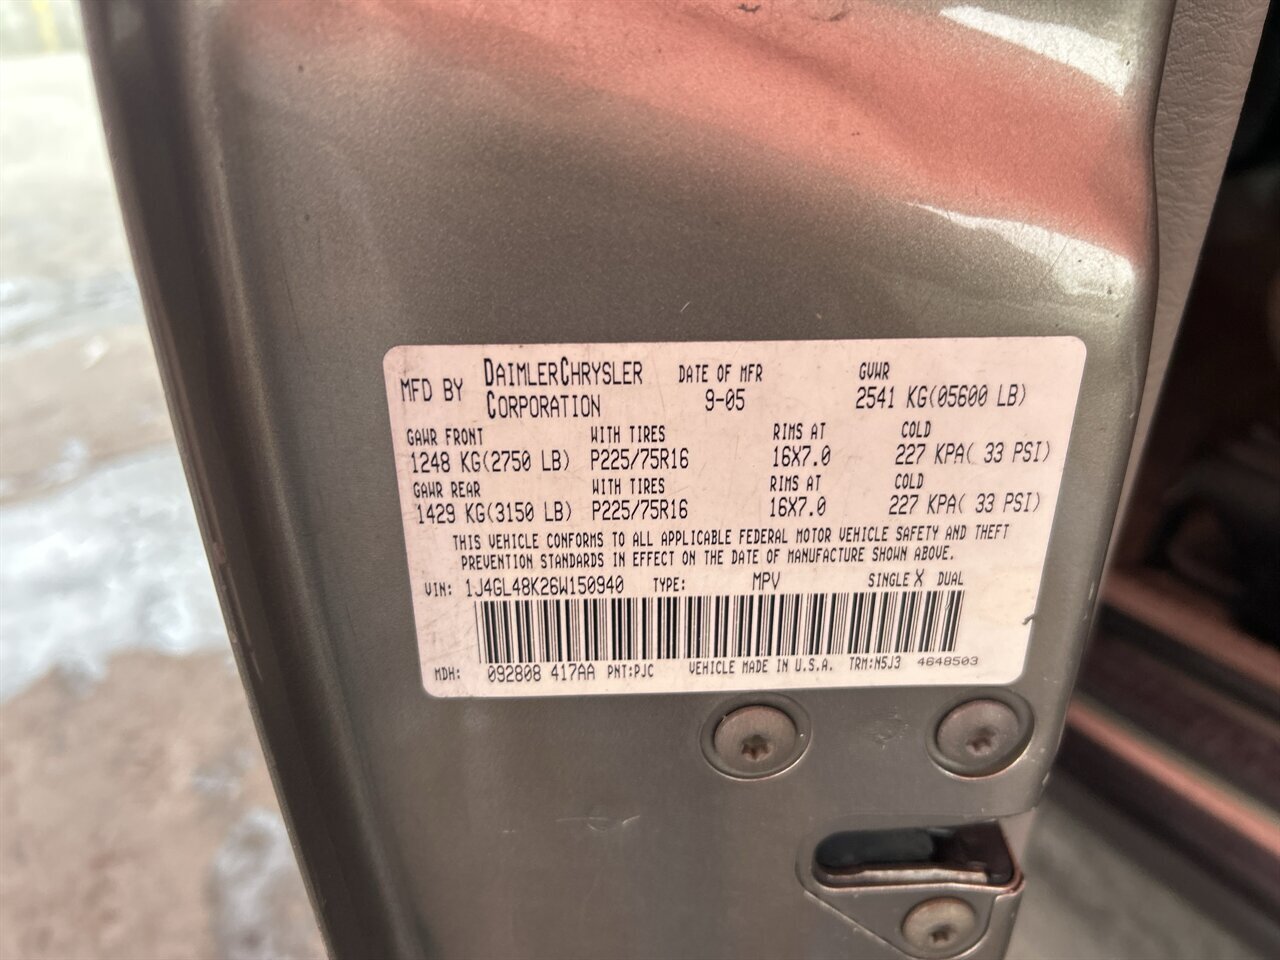 MFD BY DAIMLERCHRYSLER CORPORATION DATE OF MFR 9-05 GVWR 2541 KG(05600 LB)
GAWR FRONT WITH TIRES RIMS AT COLD
1248 KG(2750 LB) P225/75R16 16X7.0 227 KPA( 33 PSI)
GAWR REAR WITH TIRES RIMS AT COLD
1429 KG(3150 LB) P225/75R16 16X7.0 227 KPA( 33 PSI)
THIS VEHICLE CONFORMS TO ALL APPLICABLE FEDERAL MOTOR VEHICLE SAFETY AND THEFT
PREVENTION STANDARDS IN EFFECT ON THE DATE OF MANUFACTURE SHOWN ABOVE.
VIN: 1J4GL48K26W150940 TYPE: MPV SINGLE X DUAL
MDH: 092808 417AA PNT:PJC VEHICLE MADE IN U.S.A. TRM:N5J3 4648503